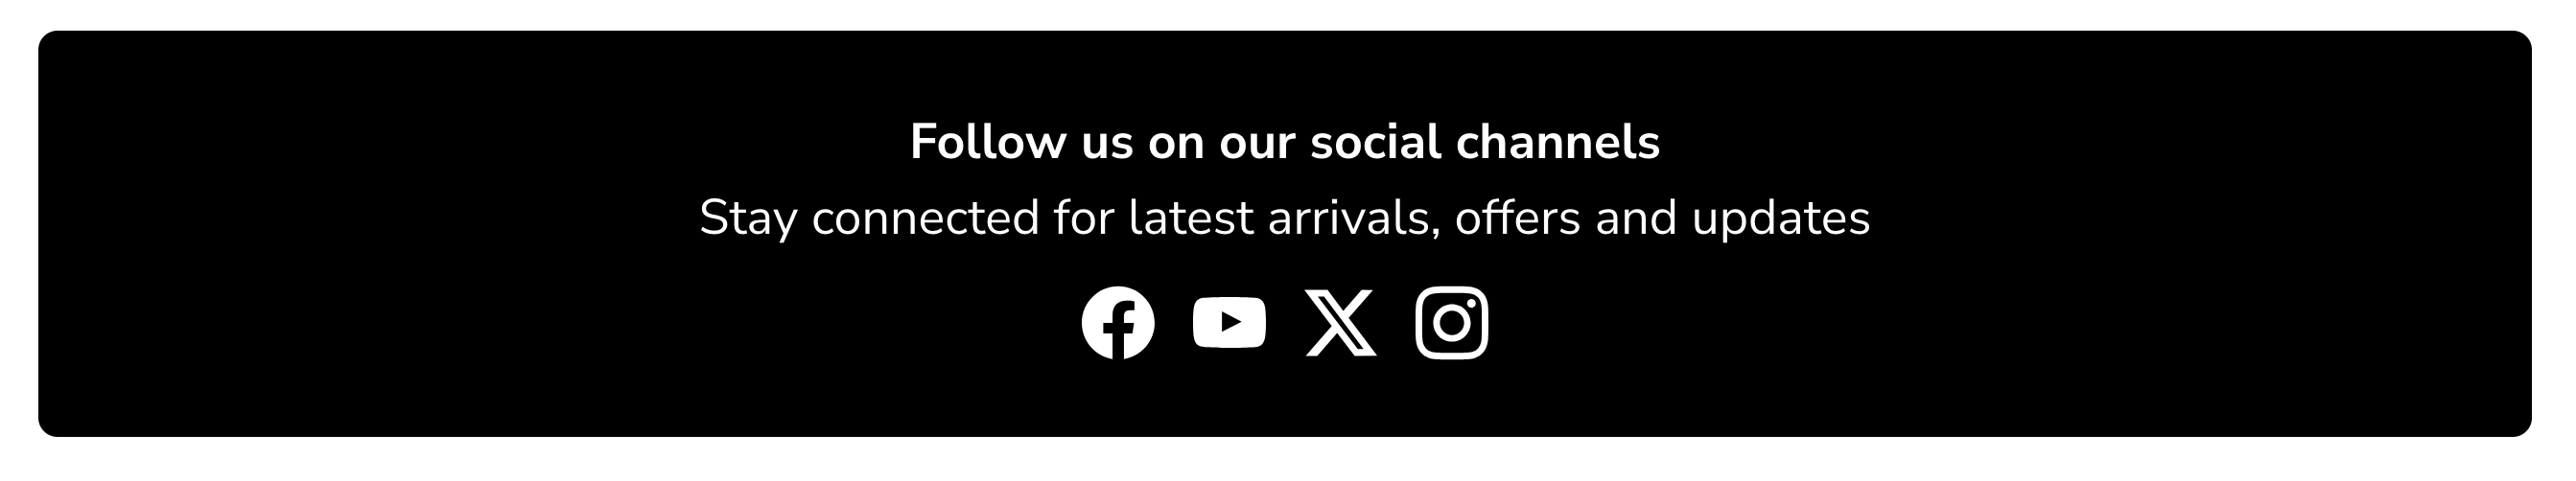 Follow us on our social channels
Stay connected for latest arrivals, offers and updates